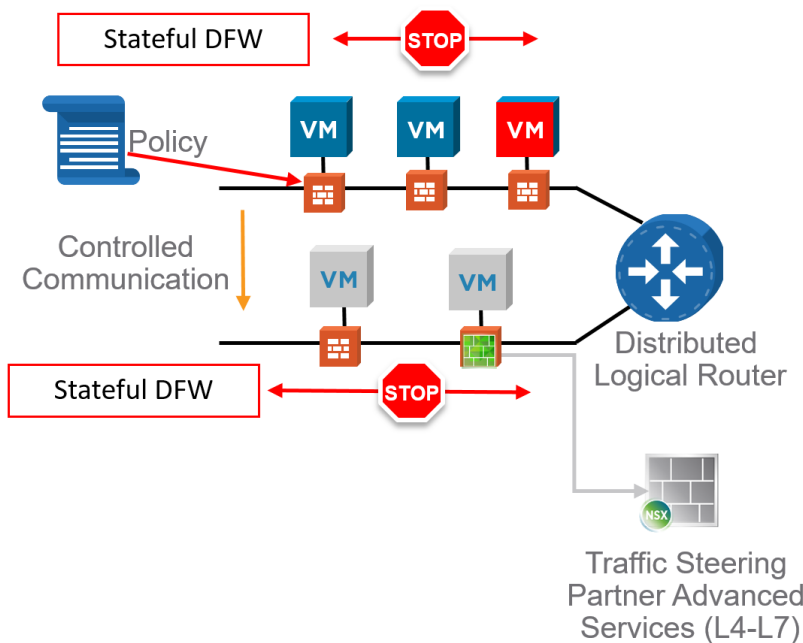 Stateful DFW
STOP
VM
VM
VM
Policy
Controlled
Communication
VM
VM
Distributed
Logical Router
Stateful DFW
STOP
NSX
Traffic Steering
Partner Advanced
Services (L4-L7)